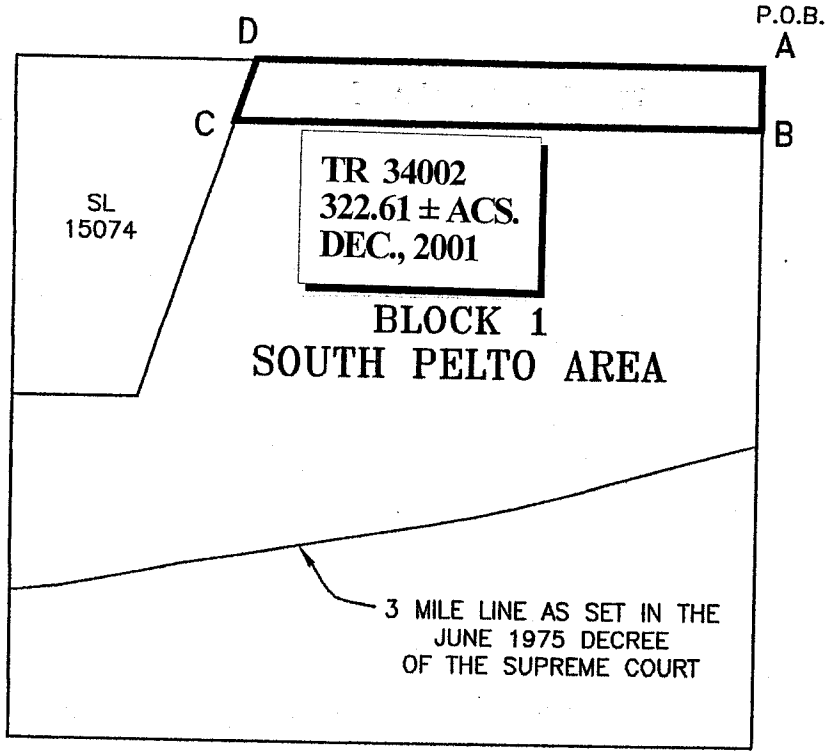 P.O.B.
D
A
C
B
TR 34002
322.61 ± ACS.
DEC., 2001
SL
15074
BLOCK 1
SOUTH PELTO AREA
3 MILE LINE AS SET IN THE
JUNE 1975 DECREE
OF THE SUPREME COURT